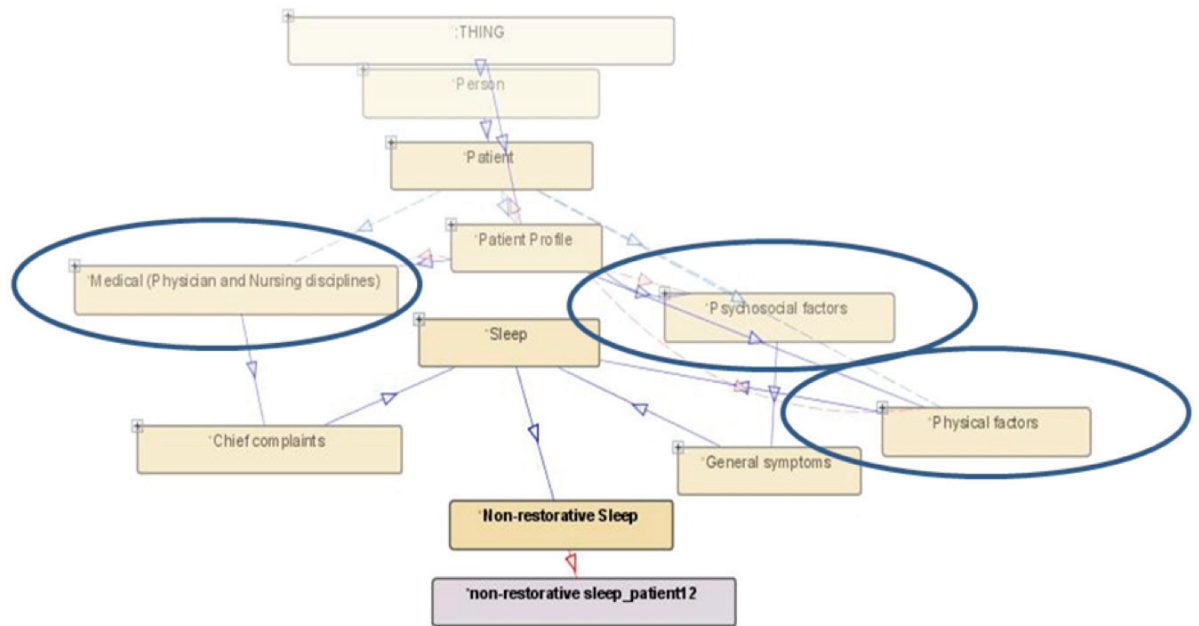 :THING
Person
Patient
Patient Profile
Medical (Physician and Nursing disciplines)
Psychosocial factors
Sleep
Physical factors
Chief complaints
General symptoms
Non-restorative Sleep
non-restorative sleep_patient12